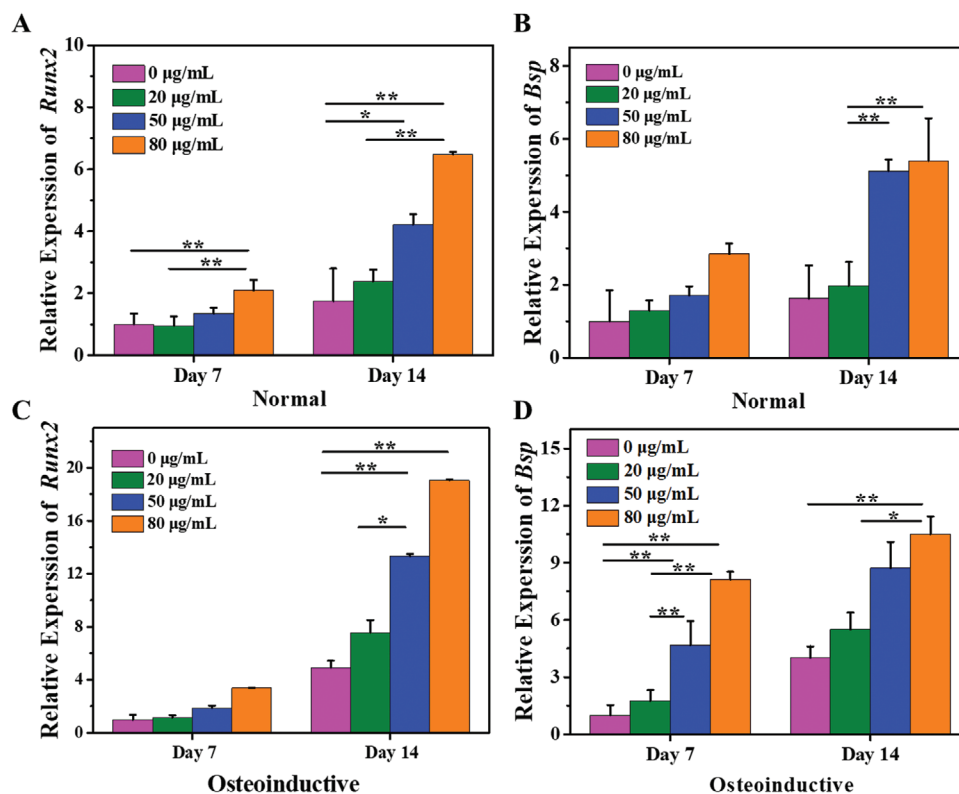 A
Relative Experssion of Runx2
10
8
6
4
2
0
0 µg/mL
20 µg/mL
50 µg/mL
80 µg/mL
**
**
**
*
**
Day 7
Day 14
Normal
B
Relative Experssion of Bsp
8
6
4
2
0
0 µg/mL
20 µg/mL
50 µg/mL
80 µg/mL
**
**
Day 7
Day 14
Normal
C
Relative Experssion of Runx2
20
16
12
8
4
0
0 µg/mL
20 µg/mL
50 µg/mL
80 µg/mL
**
**
*
Day 7
Day 14
Osteoinductive
D
Relative Experssion of Bsp
15
12
9
6
3
0
0 µg/mL
20 µg/mL
50 µg/mL
80 µg/mL
**
**
**
**
**
*
Day 7
Day 14
Osteoinductive